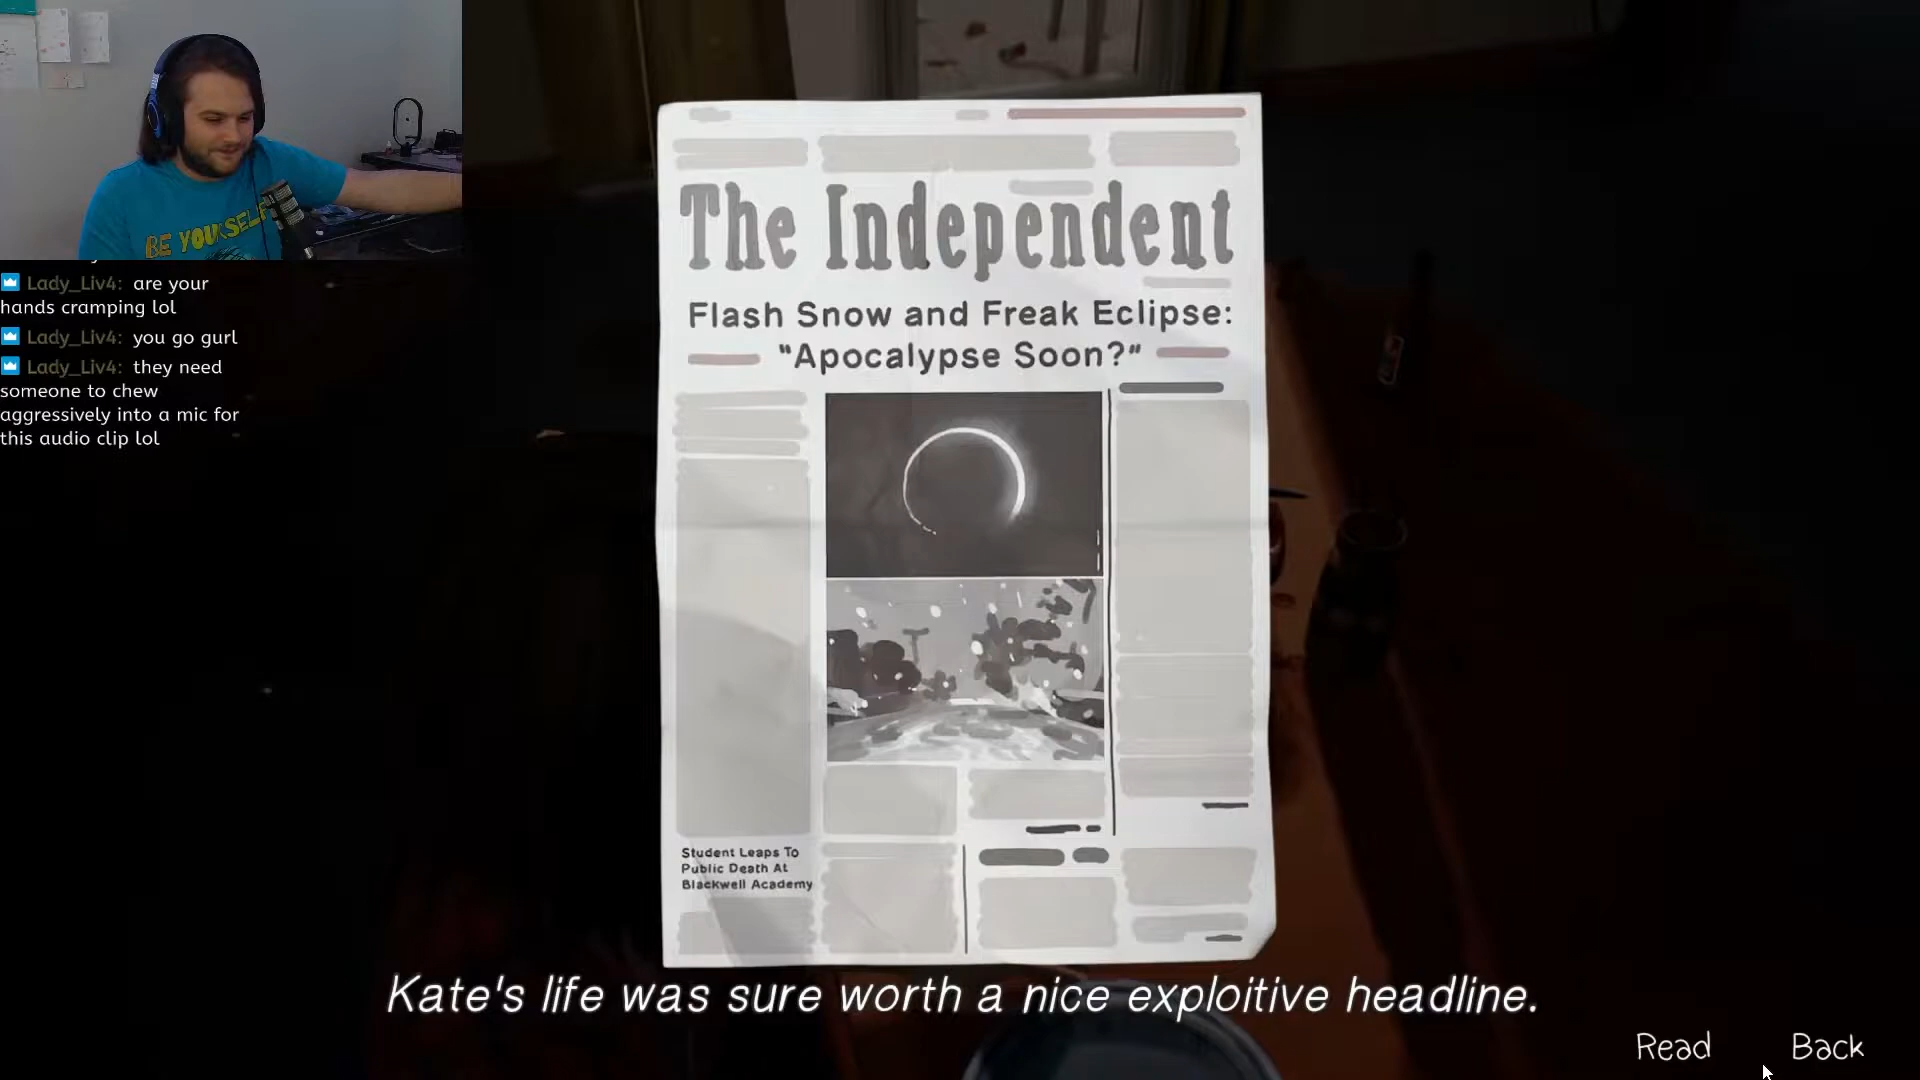 BE YOURSELF
Lady_Liv4: are your
hands cramping lol
Lady_Liv4: you go gurl
Lady_Liv4: they need
someone to chew
aggressively into a mic for
this audio clip lol
The Independent
Flash Snow and Freak Eclipse:
"Apocalypse Soon?"
Student Leaps To
Public Death At
Blackwell Academy
Kate's life was sure worth a nice exploitive headline.
Read
Back